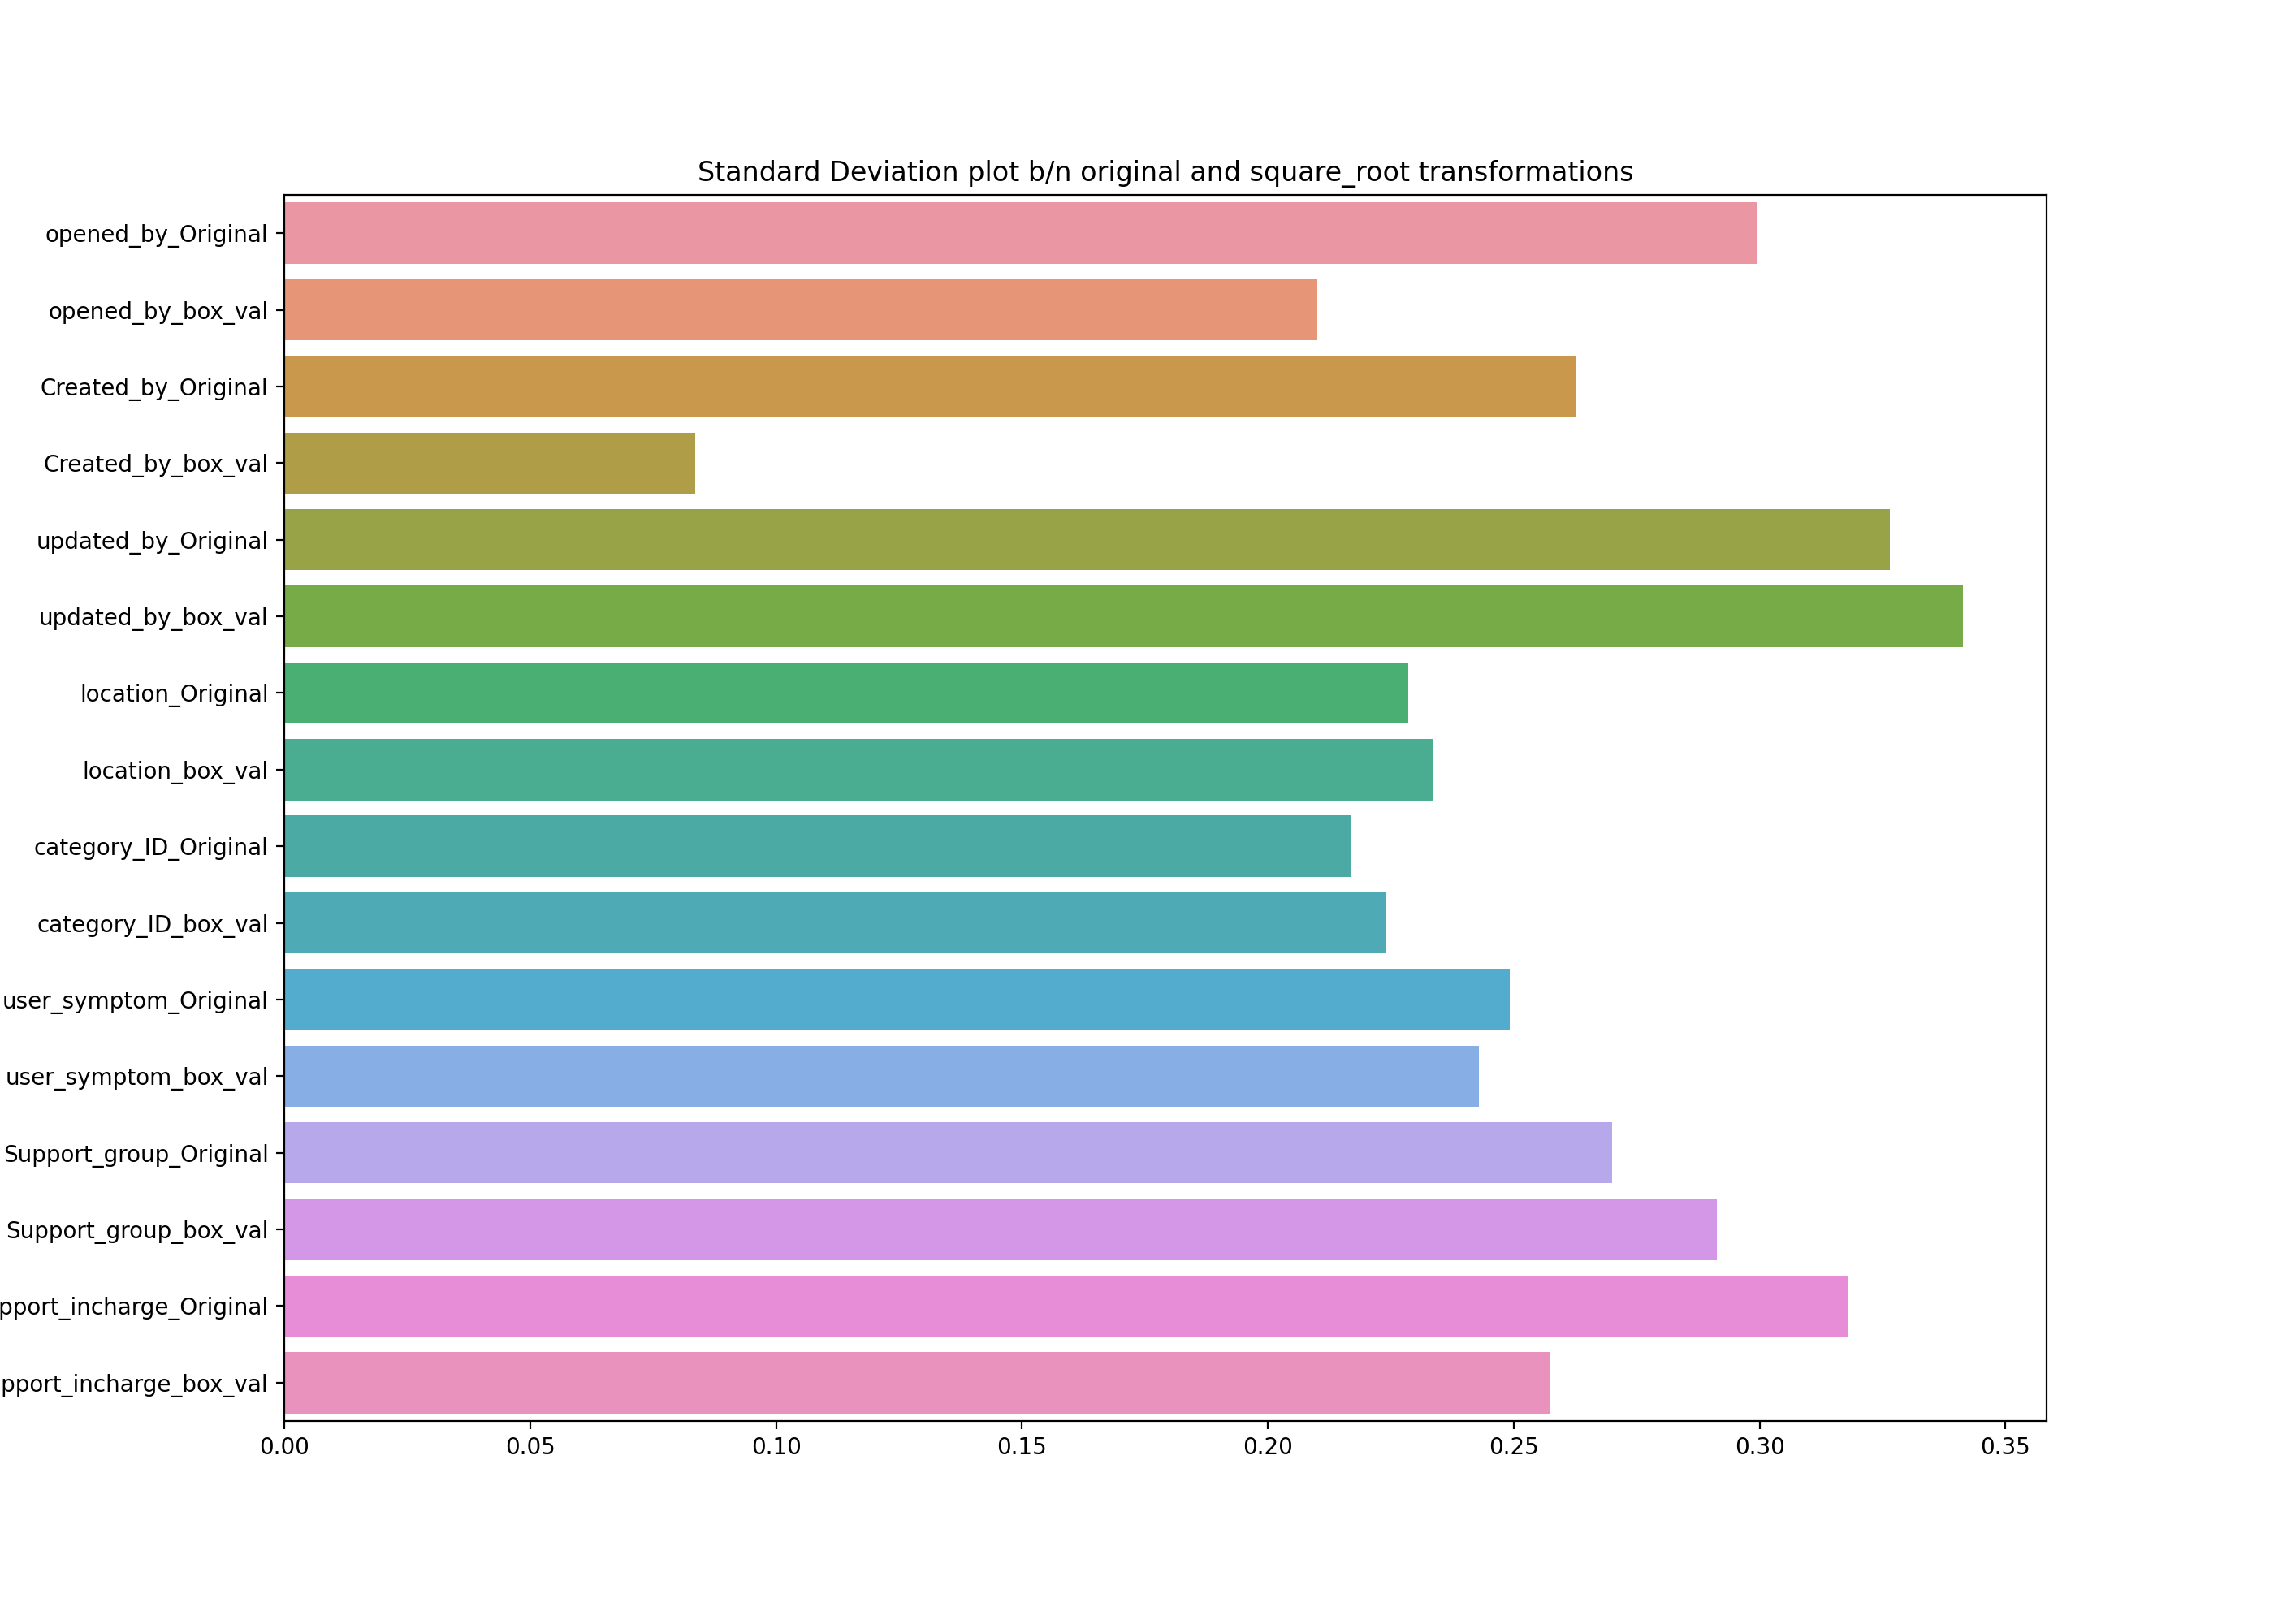 Standard Deviation plot b/n original and square_root transformations
opened_by_Original
opened_by_box_val
Created_by_Original
Created_by_box_val
updated_by_Original
updated_by_box_val
location_Original
location_box_val
category_ID_Original
category_ID_box_val
user_symptom_Original
user_symptom_box_val
Support_group_Original
Support_group_box_val
pport_incharge_Original
pport_incharge_box_val
0.00 0.05 0.10 0.15 0.20 0.25 0.30 0.35